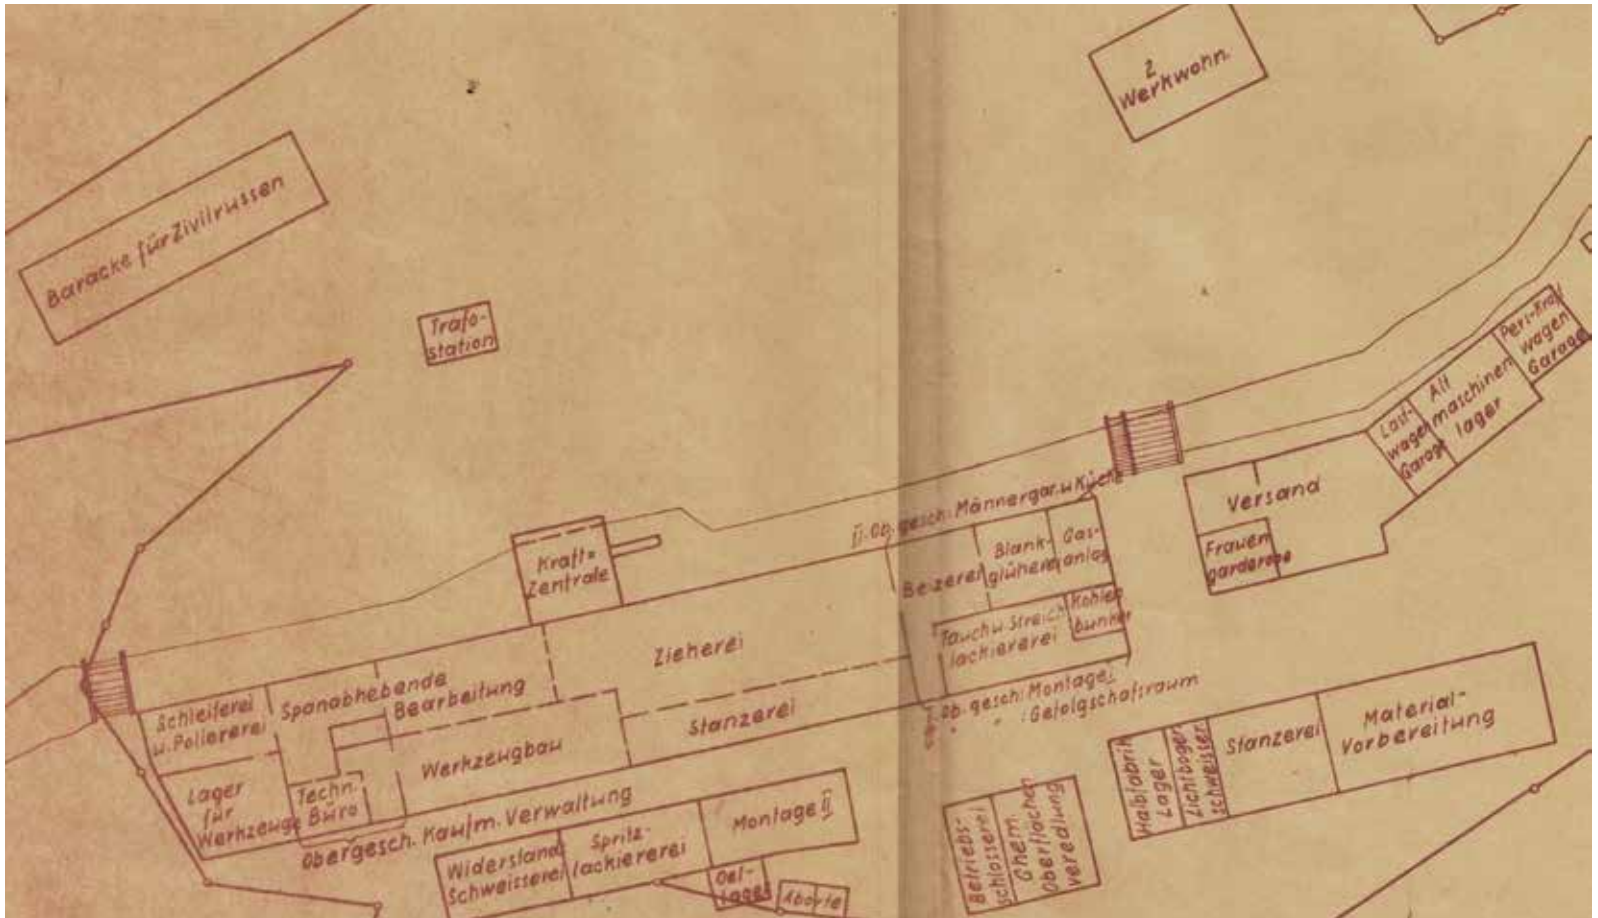 2
Werkwohn.
Baracke für Zivilrussen
Trafo-
station
Pers-Kraft
wagen
Garage
Alt
maschinen
lager
Last-
wagen
Garage
Versand
Frauen
garderobe
II. Ob. gesch: Männergar. u Küche
Kraft=
Zentrale
Beizerei
Blank-
glüherei
Gas-
anlag
Tauch u Streich
lackiererei
Kohlen
bunker
Zieherei
Stanzerei
Ob. gesch: Montage I
" : Gefolgschafsraum
Spanabhebende
Bearbeitung
Schleiferei
u. Poliererei
Werkzeugbau
Lager
für
Werkzeuge
Techn.
Büro
Obergesch. Kaufm. Verwaltung
Widerstand
Schweisserei
Spritz-
lackiererei
Montage II
Oel-
lager
Aborte
Betriebs-
schlosserei
Chem.
Oberflächen
veredlung
Halbfabrik
Lager
Lichtbogen
schweisser
Stanzerei
Material-
Vorbereitung